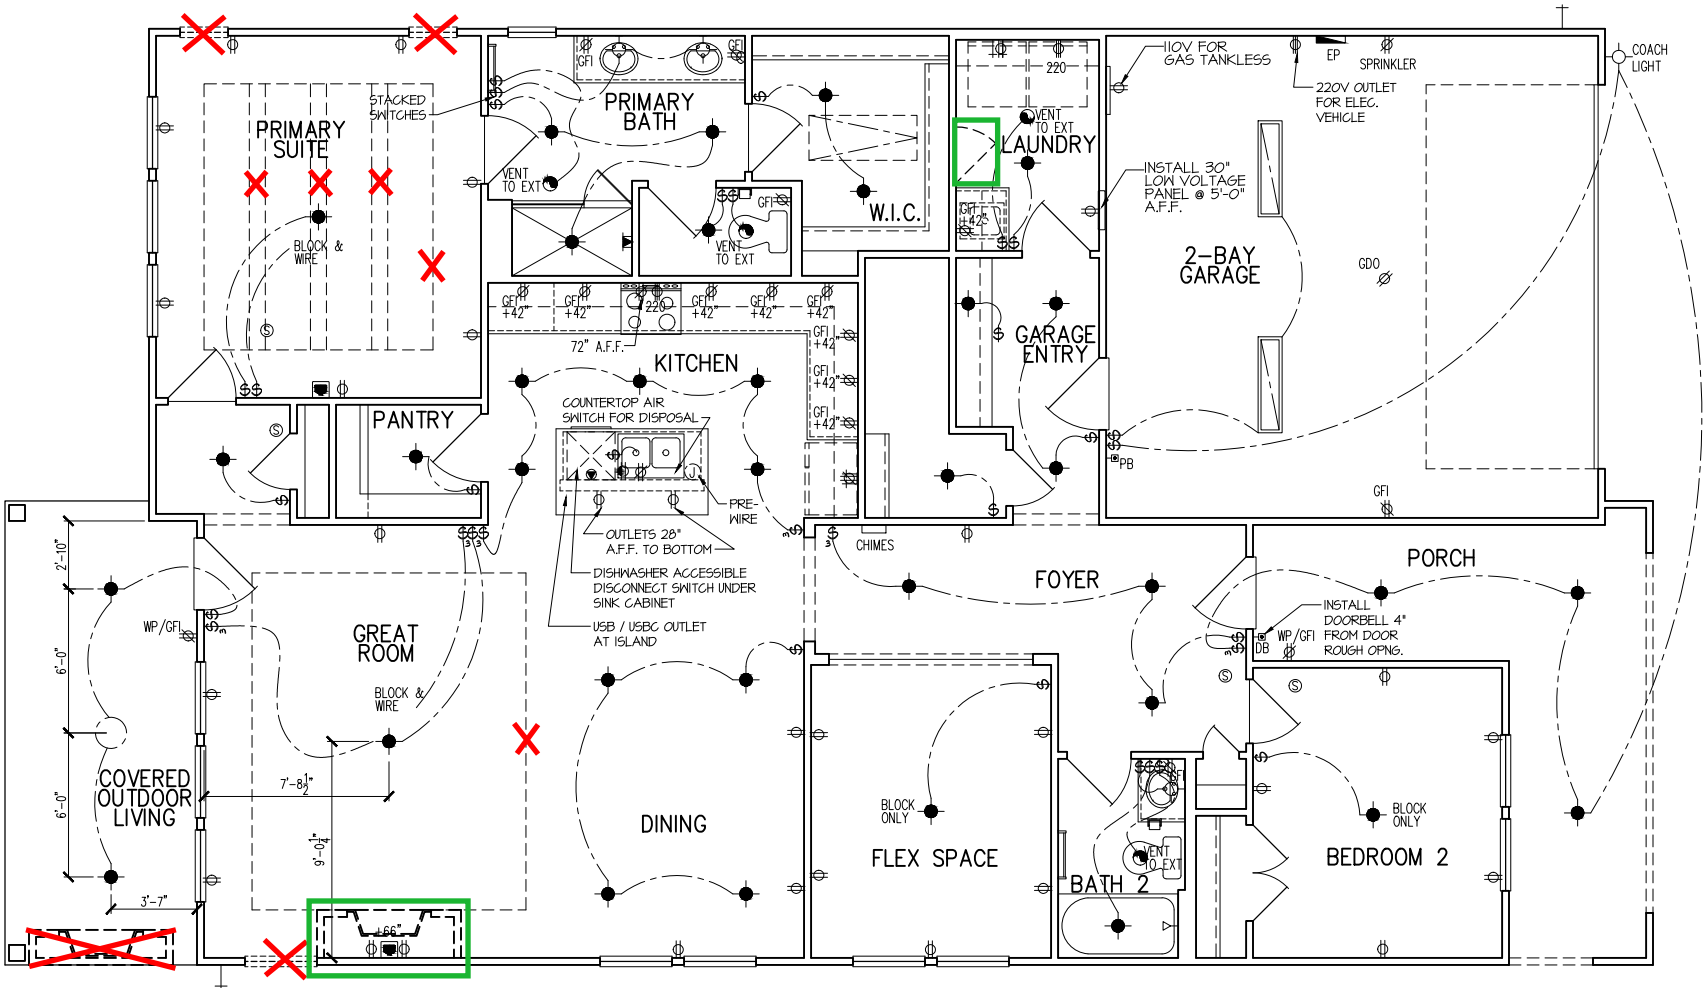 GFI
GFI
220
110V FOR
GAS TANKLESS
EP
SPRINKLER
COACH
LIGHT
STACKED
SWITCHES
PRIMARY
BATH
220V OUTLET
FOR ELEC.
VEHICLE
PRIMARY
SUITE
VENT
TO EXT
LAUNDRY
VENT
TO EXT
INSTALL 30"
LOW VOLTAGE
PANEL @ 5'-0"
A.F.F.
GFI
W.I.C.
GFI
+42"
BLOCK &
WIRE
VENT
TO EXT
2-BAY
GARAGE
GDO
S
GFI
+42"
GFI
+42"
220
GFI
+42"
GFI
+42"
GFI
+42"
72" A.F.F.
KITCHEN
GARAGE
ENTRY
GFI
+42"
GFI
+42"
COUNTERTOP AIR
SWITCH FOR DISPOSAL
PANTRY
S
PB
J
GFI
PRE-
WIRE
OUTLETS 28"
A.F.F. TO BOTTOM
3
3
3
3
CHIMES
2'-10"
DISHWASHER ACCESSIBLE
DISCONNECT SWITCH UNDER
SINK CABINET
FOYER
PORCH
WP/GFI
3
GREAT
ROOM
USB / USBC OUTLET
AT ISLAND
INSTALL
DOORBELL 4"
FROM DOOR
ROUGH OPNG.
WP/GFI
DB
3
6'-0"
S
S
BLOCK &
WIRE
COVERED
OUTDOOR
LIVING
7'-8 1/2"
6'-0"
9'-0 1/4"
GFI
BLOCK
ONLY
BLOCK
ONLY
DINING
FLEX SPACE
VENT
TO EXT
BEDROOM 2
BATH 2
3'-7"
+66"